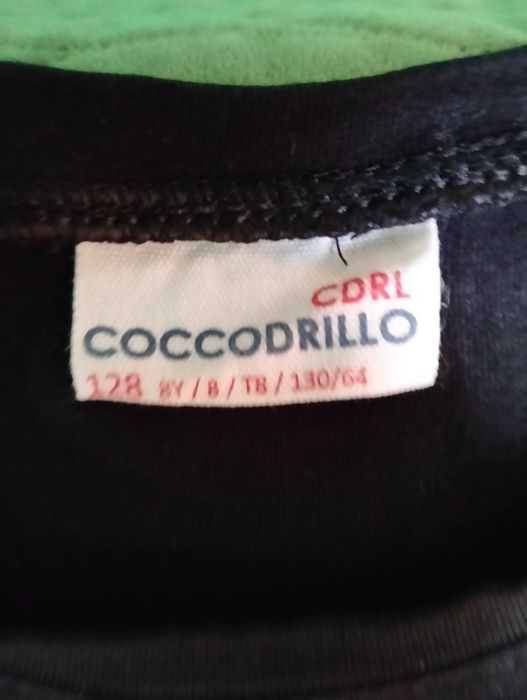 CDRL
COCCODRILLO
128 8Y / 8 / T8 / 130/64